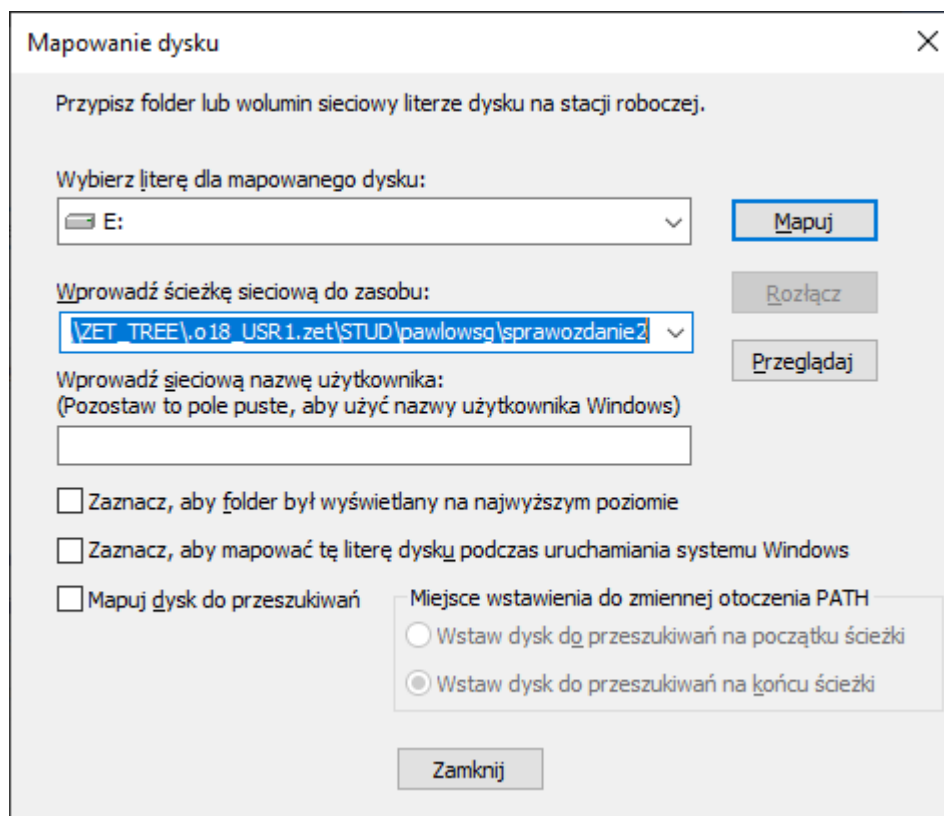 Mapowanie dysku
Przypisz folder lub wolumin sieciowy literze dysku na stacji roboczej.
Wybierz literę dla mapowanego dysku:
E:
Mapuj
Wprowadź ścieżkę sieciową do zasobu:
Rozłącz
\ZET_TREE\.o18_USR1.zet\STUD\pawlowsg\sprawozdanie2
Przeglądaj
Wprowadź sieciową nazwę użytkownika:
(Pozostaw to pole puste, aby użyć nazwy użytkownika Windows)
Zaznacz, aby folder był wyświetlany na najwyższym poziomie
Zaznacz, aby mapować tę literę dysku podczas uruchamiania systemu Windows
Mapuj dysk do przeszukiwań
Miejsce wstawienia do zmiennej otoczenia PATH
Wstaw dysk do przeszukiwań na początku ścieżki
Wstaw dysk do przeszukiwań na końcu ścieżki
Zamknij